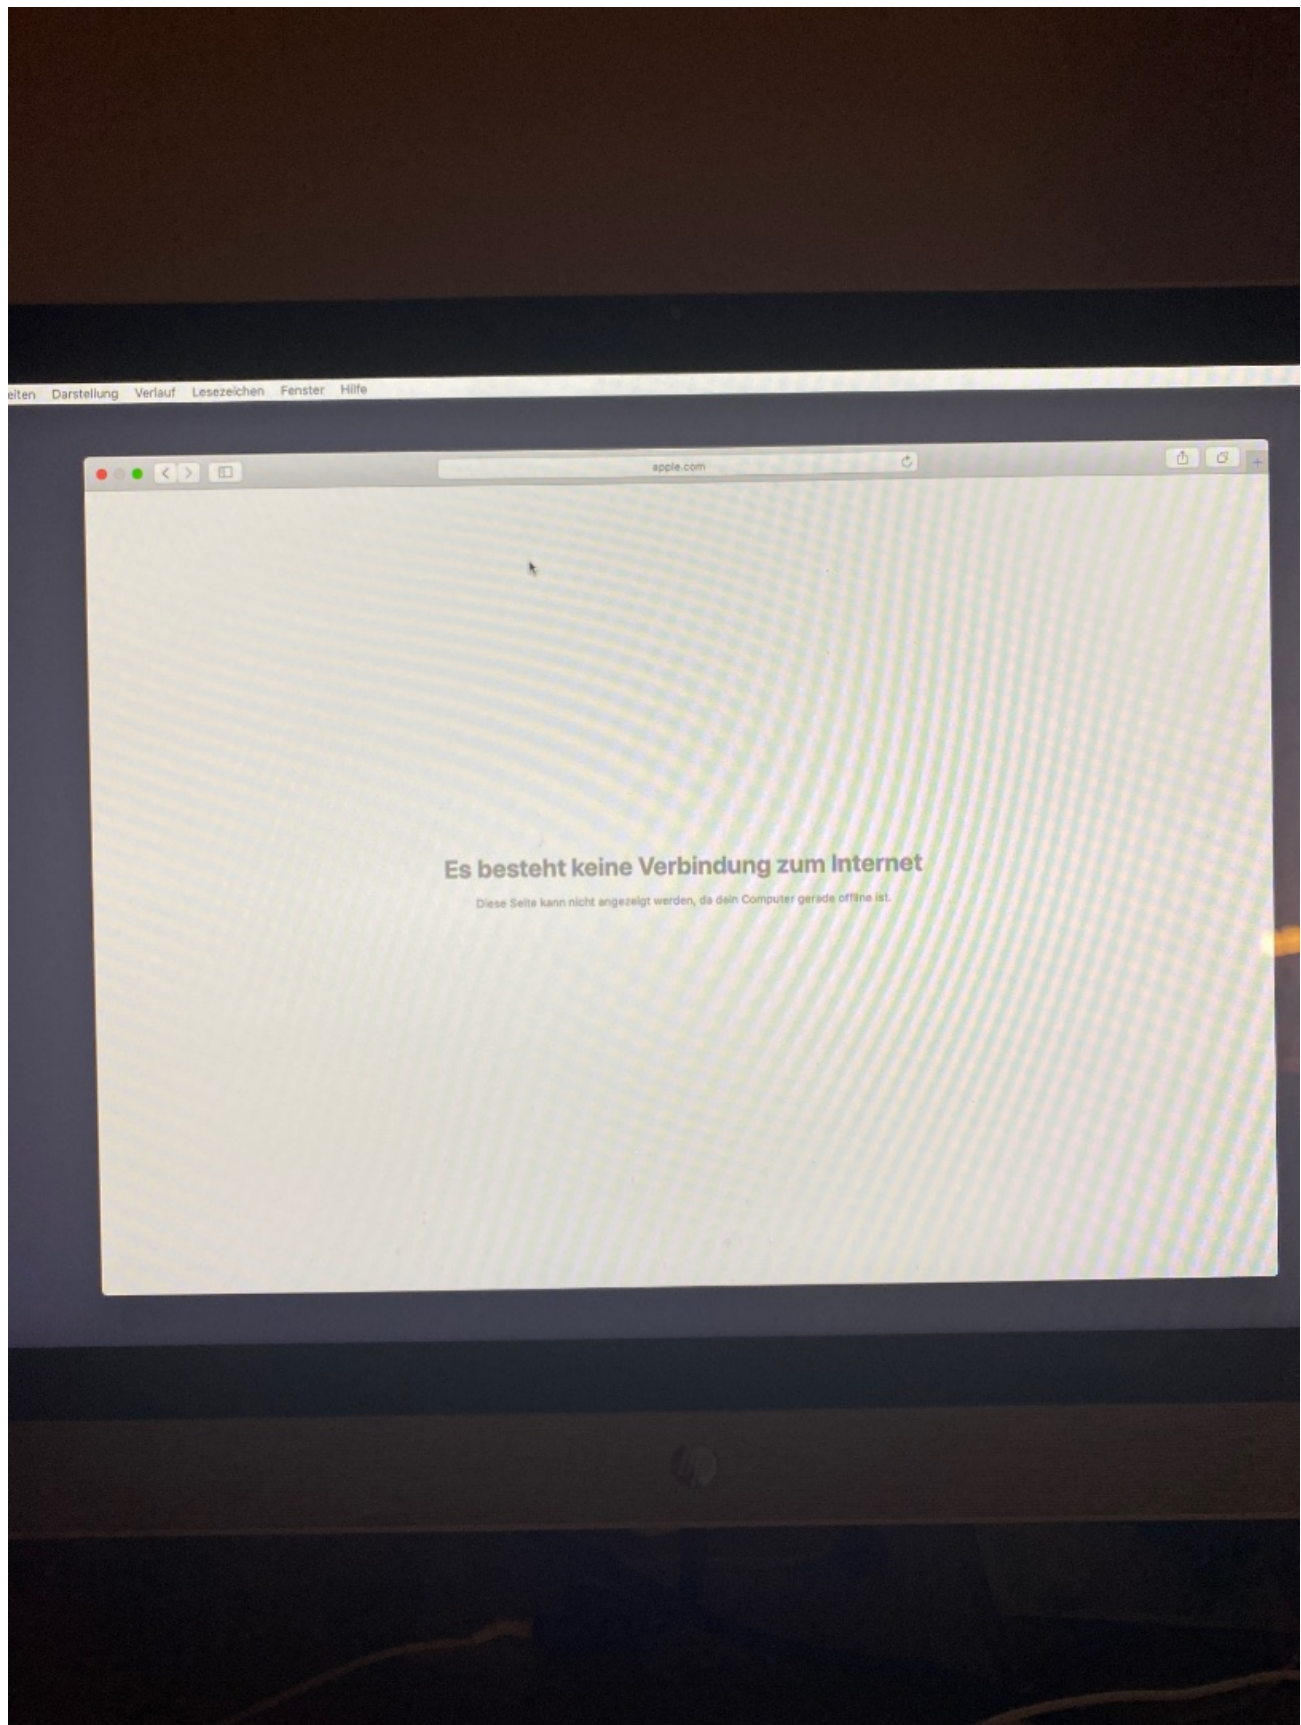 eiten Darstellung Verlauf Lesezeichen Fenster Hilfe
apple.com
Es besteht keine Verbindung zum Internet
Diese Seite kann nicht angezeigt werden, da dein Computer gerade offline ist.
hp